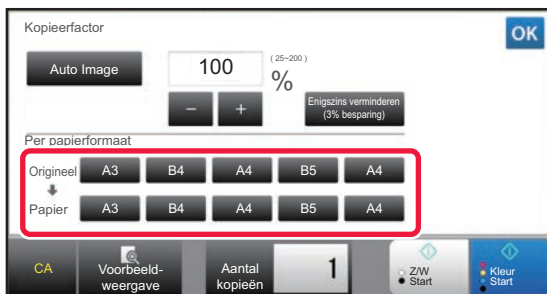 Kopieerfactor
OK
Auto Image
100
(25~200)
%
− +
Enigszins verminderen
(3% besparing)
Per papierformaat
Origineel A3 B4 A4 B5 A4
Papier A3 B4 A4 B5 A4
CA
Voorbeeld-
weergave
Aantal
kopieën
1
Z/W
Start
Kleur
Start